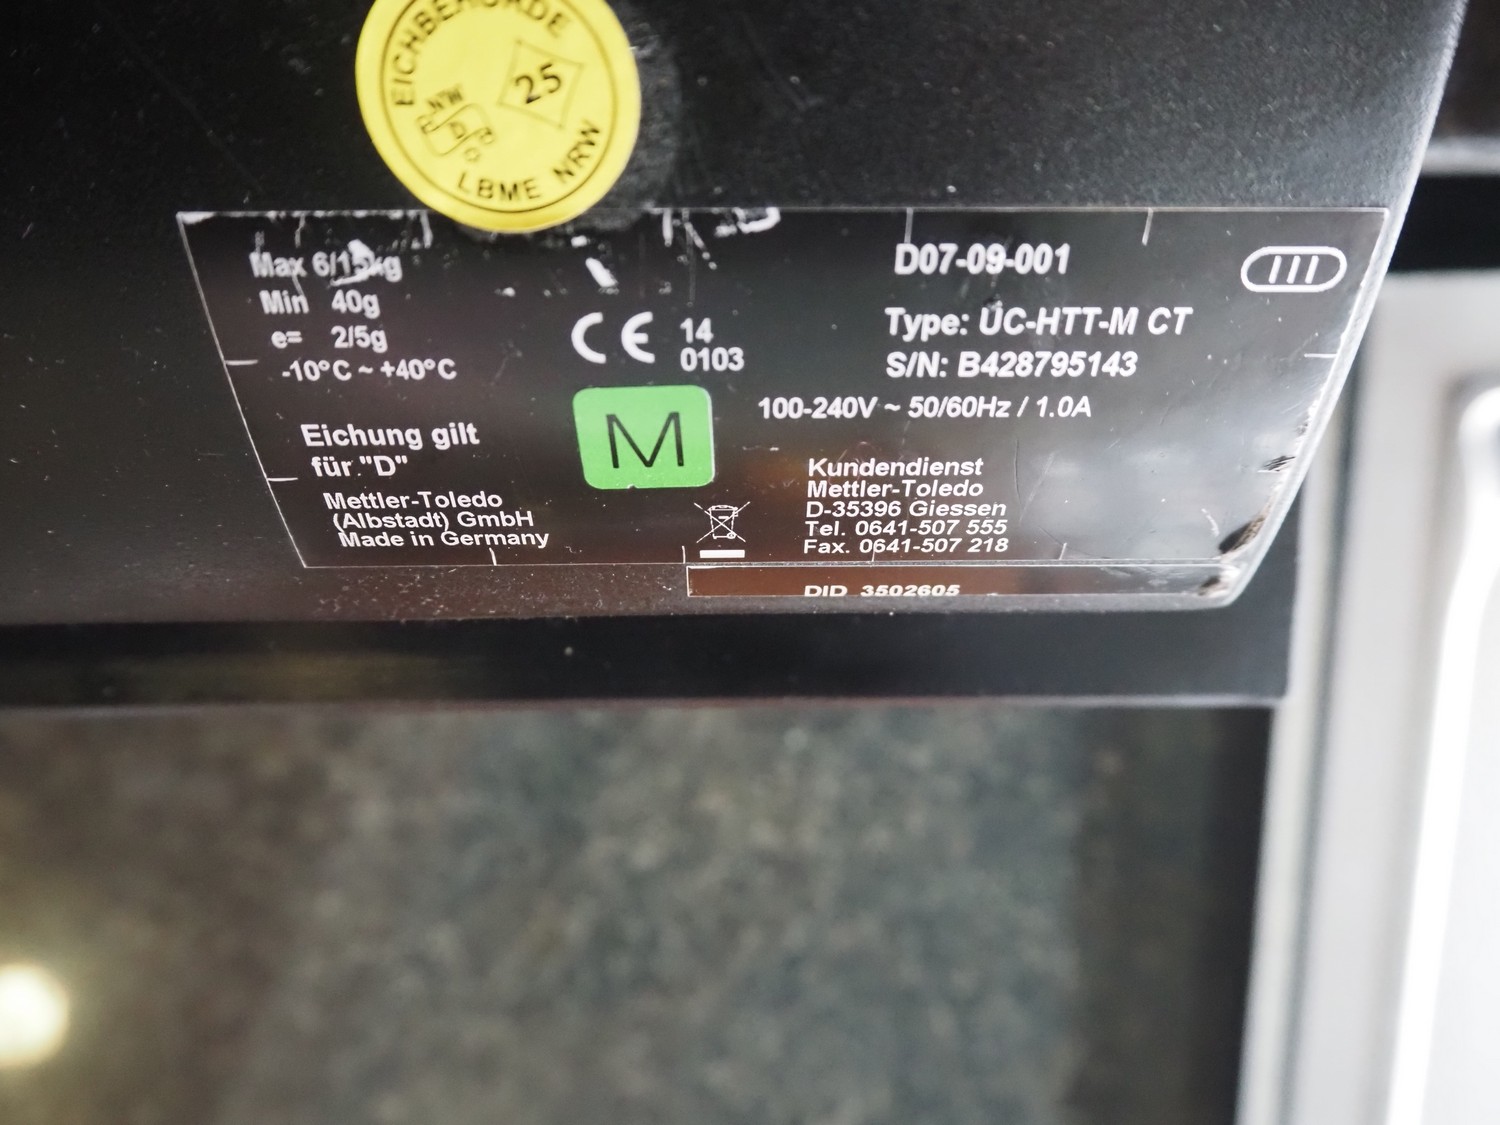 EICHBEHÖRDE
25
NW
LBME NRW
Max 6/15kg
Min 40g
e= 2/5g
-10°C ~ +40°C
Eichung gilt
für "D"
Mettler-Toledo
(Albstadt) GmbH
Made in Germany
CE 14
0103
M
D07-09-001
III
Type: UC-HTT-M CT
S/N: B428795143
100-240V ~ 50/60Hz / 1.0A
Kundendienst
Mettler-Toledo
D-35396 Giessen
Tel. 0641-507 555
Fax. 0641-507 218
DID 3502605